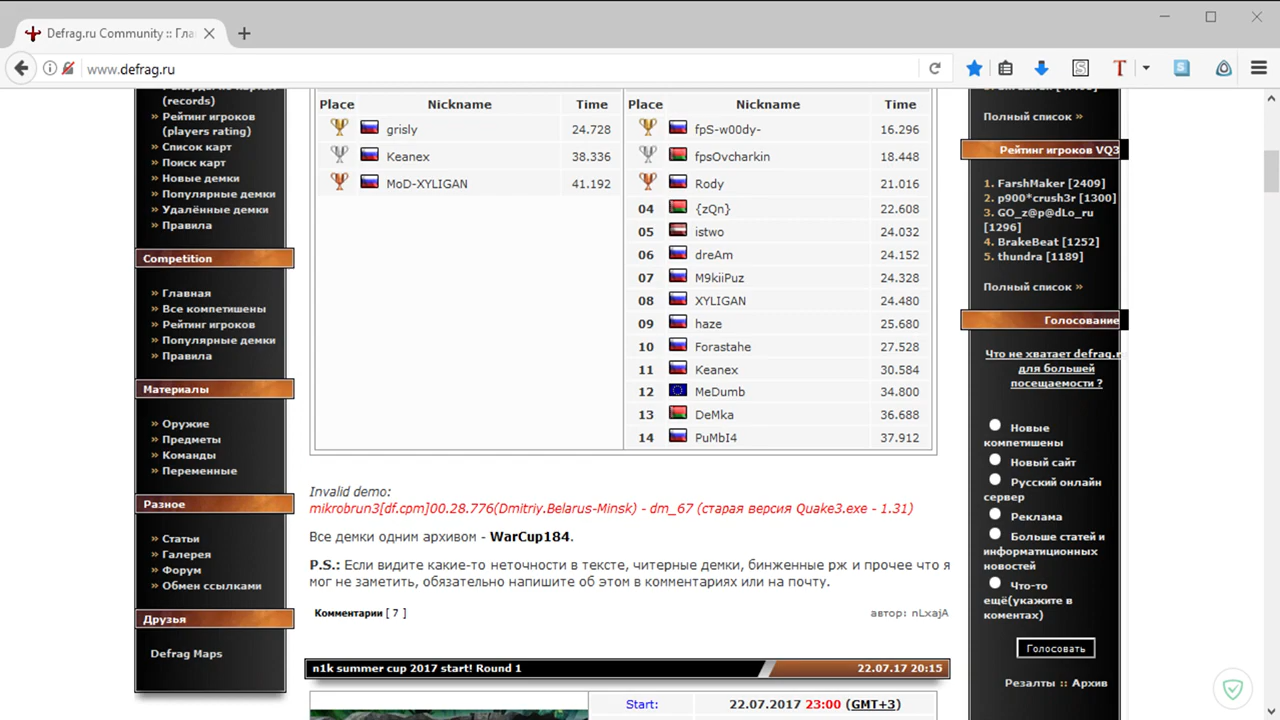 Defrag.ru Community :: Гла
www.defrag.ru
(records)
» Рейтинг игроков
(players rating)
» Список карт
» Поиск карт
» Новые демки
» Популярные демки
» Удалённые демки
» Правила
Competition
» Главная
» Все компетишены
» Рейтинг игроков
» Популярные демки
» Правила
Материалы
» Оружие
» Предметы
» Команды
» Переменные
Разное
» Статьи
» Галерея
» Форум
» Обмен ссылками
Друзья
Defrag Maps
Place Nickname Time
grisly 24.728
Keanex 38.336
MoD-XYLIGAN 41.192
Place Nickname Time
fpS-w00dy- 16.296
fpsOvcharkin 18.448
Rody 21.016
04 {zQn} 22.608
05 istwo 24.032
06 dreAm 24.152
07 M9kiiPuz 24.328
08 XYLIGAN 24.480
09 haze 25.680
10 Forastahe 27.528
11 Keanex 30.584
12 MeDumb 34.800
13 DeMka 36.688
14 PuMbI4 37.912
Invalid demo:
mikrobrun3[df.cpm]00.28.776(Dmitriy.Belarus-Minsk) - dm_67 (старая версия Quake3.exe - 1.31)
Все демки одним архивом - WarCup184.
P.S.: Если видите какие-то неточности в тексте, читерные демки, бинженные рж и прочее что я
мог не заметить, обязательно напишите об этом в комментариях или на почту.
Комментарии [ 7 ] автор: nLxajA
n1k summer cup 2017 start! Round 1 22.07.17 20:15
Start: 22.07.2017 23:00 (GMT+3)
Полный список »
Рейтинг игроков VQ3
1. FarshMaker [2409]
2. p900*crush3r [1300]
3. GO_z@p@dLo_ru
[1296]
4. BrakeBeat [1252]
5. thundra [1189]
Полный список »
Голосование
Что не хватает defrag.r
для большей
посещаемости ?
Новые
компетишены
Новый сайт
Русский онлайн
сервер
Реклама
Больше статей и
информатиционных
новостей
Что-то
ещё(укажите в
коментах)
Голосовать
Резалты :: Архив